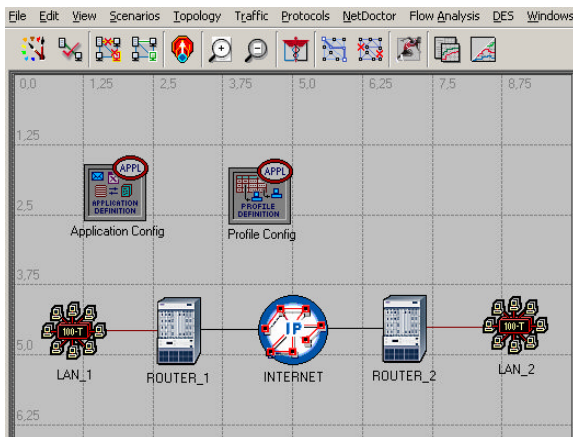 File Edit View Scenarios Topology Traffic Protocols NetDoctor Flow Analysis DES Windows
0,0 1,25 2,5 3,75 5,0 6,25 7,5 8,75
1,25
APPL
APPL
APPLICATION
DEFINITION
PROFILE
DEFINITION
2,5
Application Config
Profile Config
3,75
100-T
IP
100-T
5,0
LAN_1
ROUTER_1
INTERNET
ROUTER_2
LAN_2
6,25